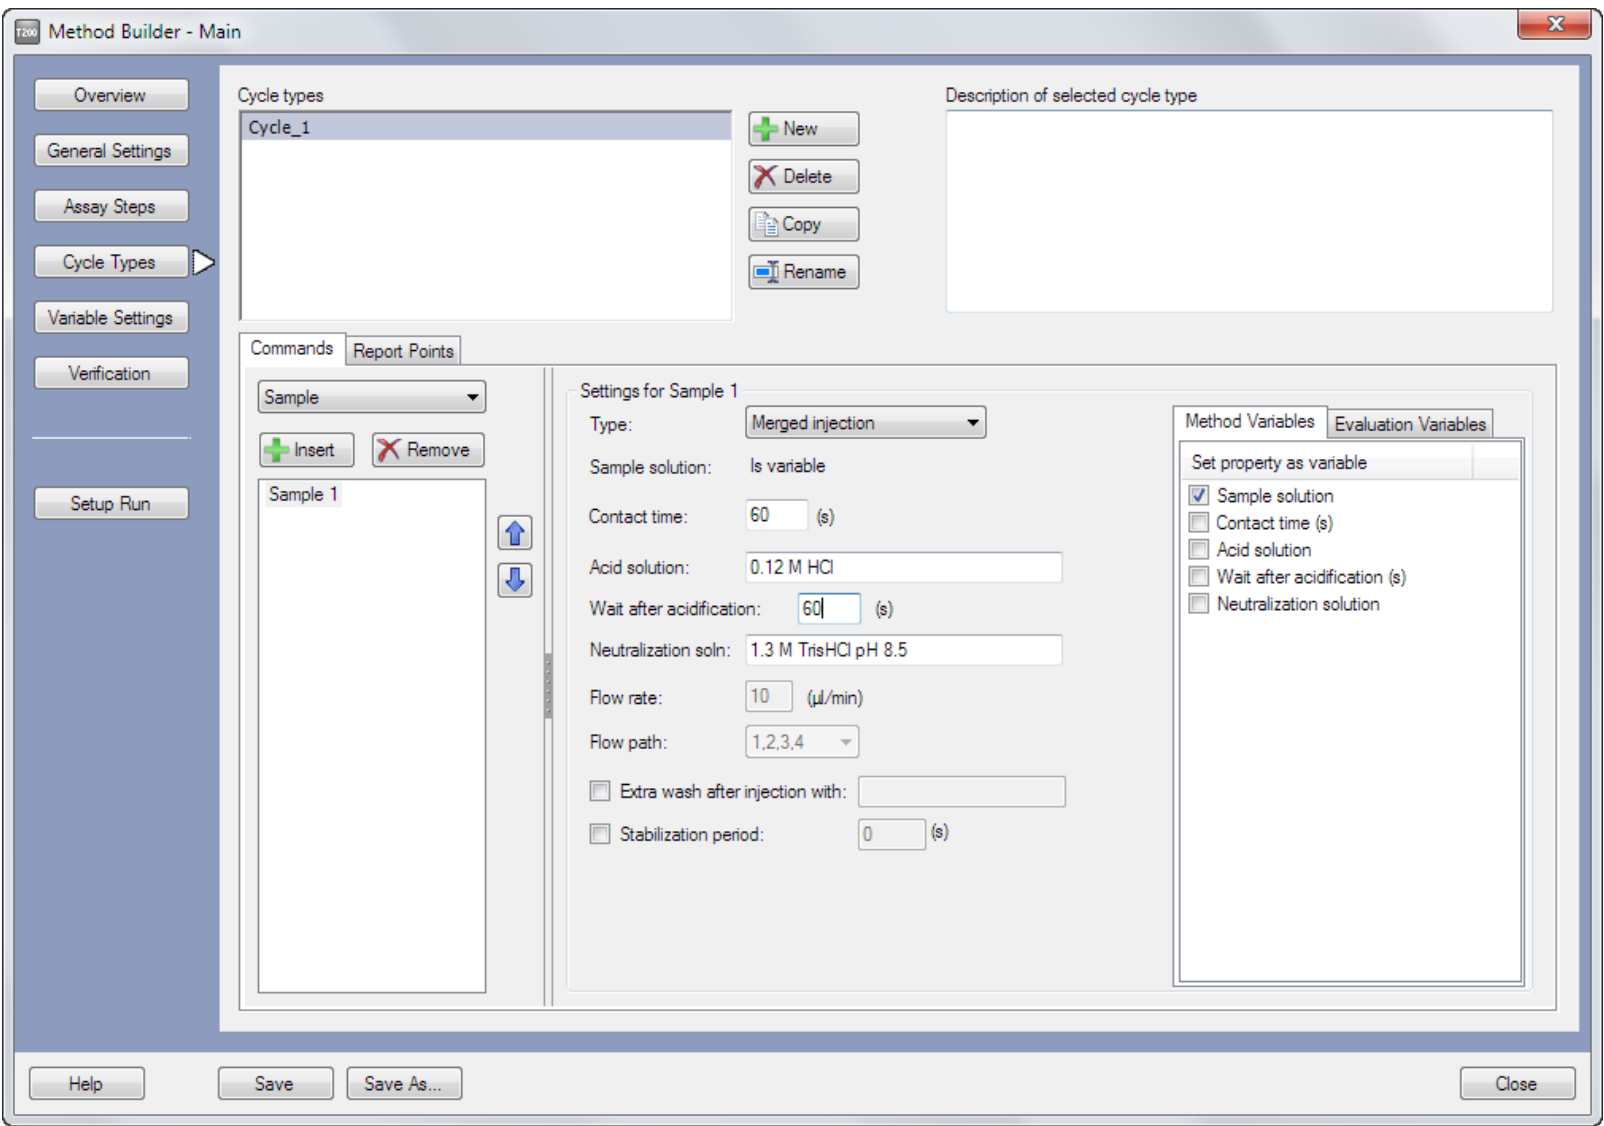 T200 Method Builder - Main
X
Overview
General Settings
Assay Steps
Cycle Types
Variable Settings
Verification
Setup Run
Cycle types
Cycle_1
New
Delete
Copy
Rename
Description of selected cycle type
Commands Report Points
Sample
Insert Remove
Sample 1
Settings for Sample 1
Type: Merged injection
Sample solution: Is variable
Contact time: 60 (s)
Acid solution: 0.12 M HCl
Wait after acidification: 60 (s)
Neutralization soln: 1.3 M TrisHCl pH 8.5
Flow rate: 10 (µl/min)
Flow path: 1,2,3,4
Extra wash after injection with:
Stabilization period: 0 (s)
Method Variables Evaluation Variables
Set property as variable
Sample solution
Contact time (s)
Acid solution
Wait after acidification (s)
Neutralization solution
Help Save Save As... Close